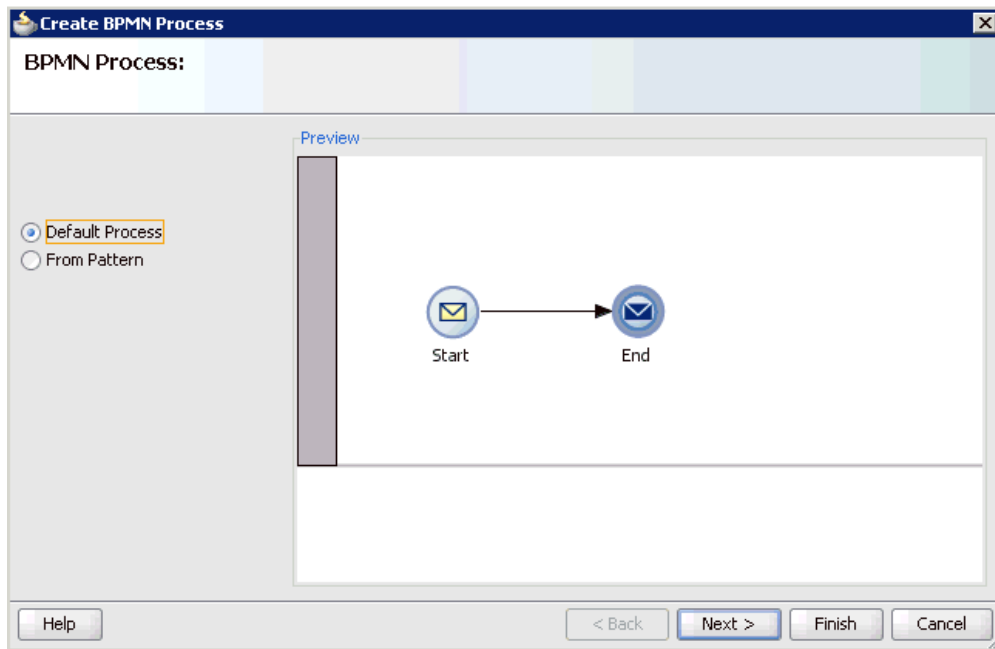 Create BPMN Process
BPMN Process:
Preview
Default Process
From Pattern
Start
End
Help
< Back
Next >
Finish
Cancel